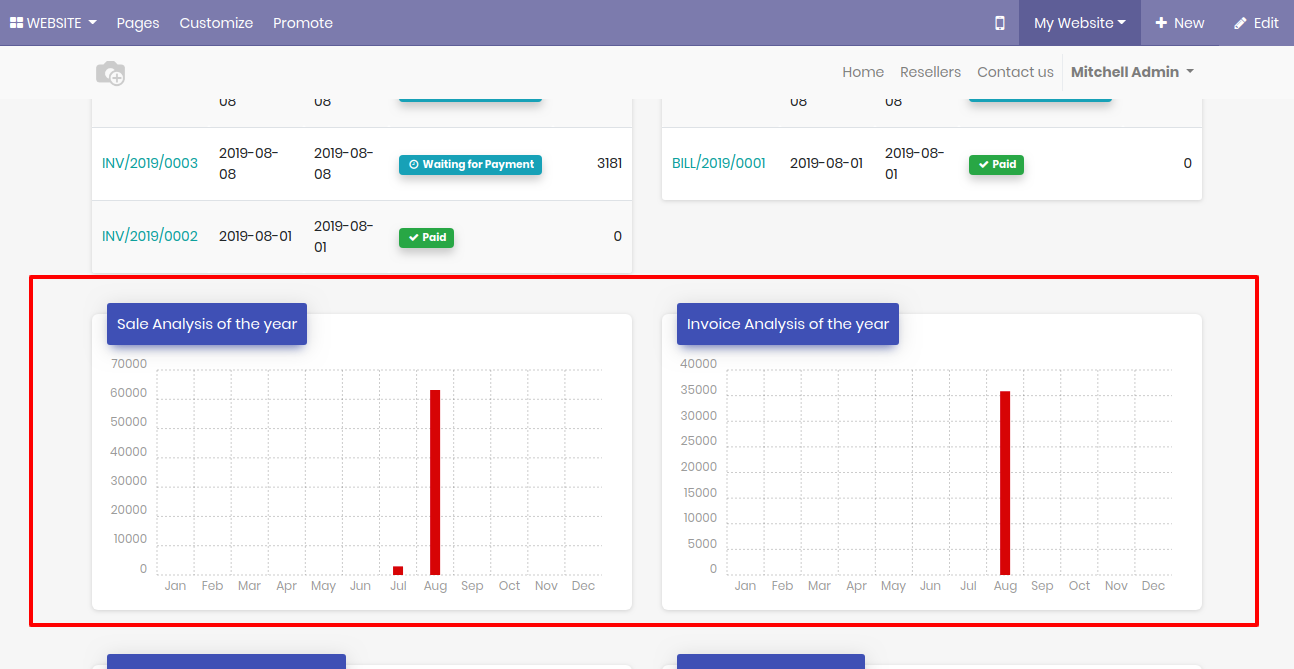 WEBSITE Pages Customize Promote My Website New Edit
Home Resellers Contact us Mitchell Admin
08 08 08 08
INV/2019/0003 2019-08-08 2019-08-08 Waiting for Payment 3181
BILL/2019/0001 2019-08-01 2019-08-01 Paid 0
INV/2019/0002 2019-08-01 2019-08-01 Paid 0
Sale Analysis of the year
70000
60000
50000
40000
30000
20000
10000
0
Jan Feb Mar Apr May Jun Jul Aug Sep Oct Nov Dec
Invoice Analysis of the year
40000
35000
30000
25000
20000
15000
10000
5000
0
Jan Feb Mar Apr May Jun Jul Aug Sep Oct Nov Dec